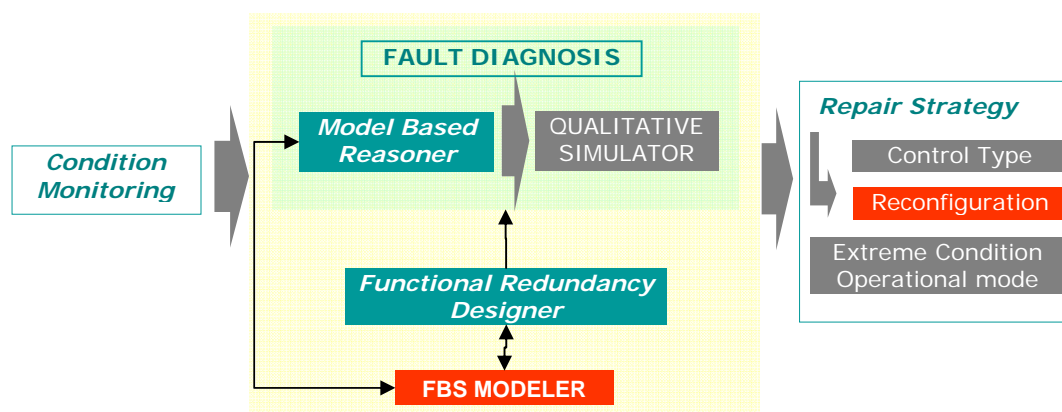 Condition
Monitoring
FAULT DIAGNOSIS
Model Based
Reasoner
QUALITATIVE
SIMULATOR
Functional Redundancy
Designer
FBS MODELER
Repair Strategy
Control Type
Reconfiguration
Extreme Condition
Operational mode